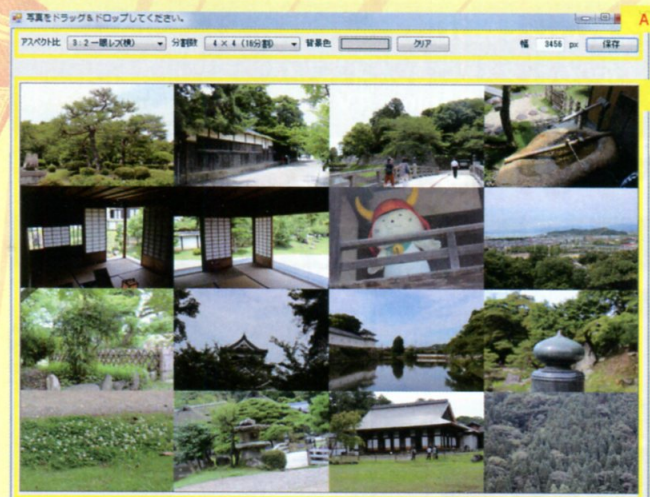 写真をドラッグ&ドロップしてください。
A
アスペクト比 3:2 一眼レフ(横) 分割数 4 × 4 (16分割) 背景色 クリア 幅 3456 px 保存